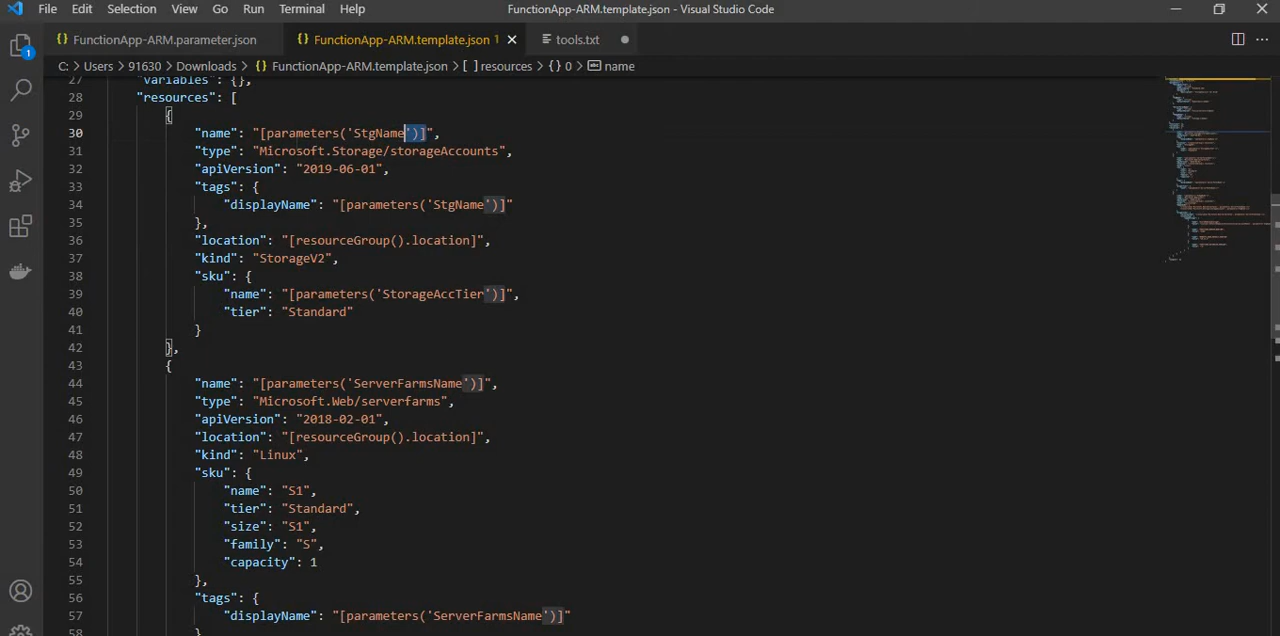 File Edit Selection View Go Run Terminal Help FunctionApp-ARM.template.json - Visual Studio Code
{} FunctionApp-ARM.parameter.json {} FunctionApp-ARM.template.json 1 tools.txt
C: > Users > 91630 > Downloads > {} FunctionApp-ARM.template.json > [ ] resources > {} 0 > abc name
1
27 "variables": {},
28 "resources": [
29 {
30 "name": "[parameters('StgName')]",
31 "type": "Microsoft.Storage/storageAccounts",
32 "apiVersion": "2019-06-01",
33 "tags": {
34 "displayName": "[parameters('StgName')]"
35 },
36 "location": "[resourceGroup().location]",
37 "kind": "StorageV2",
38 "sku": {
39 "name": "[parameters('StorageAccTier')]",
40 "tier": "Standard"
41 }
42 },
43 {
44 "name": "[parameters('ServerFarmsName')]",
45 "type": "Microsoft.Web/serverfarms",
46 "apiVersion": "2018-02-01",
47 "location": "[resourceGroup().location]",
48 "kind": "Linux",
49 "sku": {
50 "name": "S1",
51 "tier": "Standard",
52 "size": "S1",
53 "family": "S",
54 "capacity": 1
55 },
56 "tags": {
57 "displayName": "[parameters('ServerFarmsName')]"
58 }